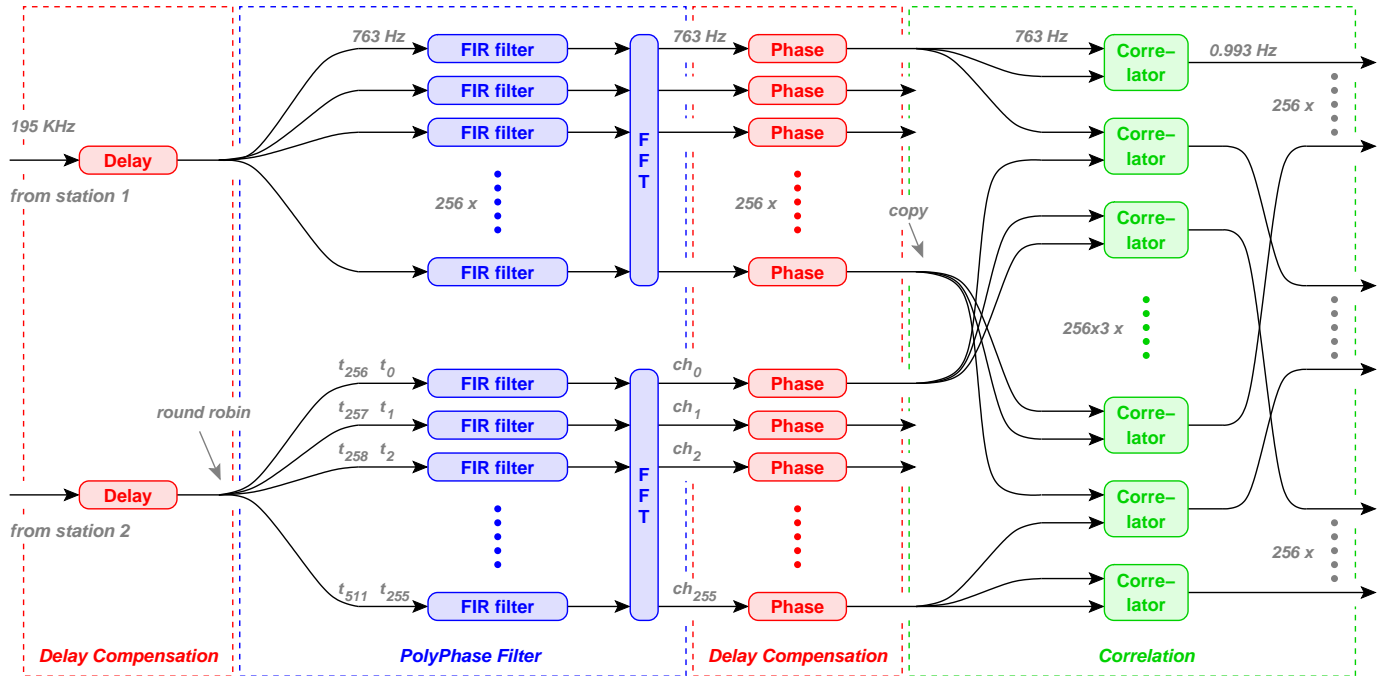 763 Hz
FIR filter
763 Hz
Phase
763 Hz
Corre–
lator
0.993 Hz
FIR filter
Phase
256 x
195 KHz
FIR filter
Phase
Corre–
lator
Delay
F
F
T
from station 1
256 x
256 x
copy
Corre–
lator
FIR filter
Phase
256x3 x
t256 t0
FIR filter
ch0
Phase
round robin
t257 t1
FIR filter
ch1
Phase
Corre–
lator
t258 t2
FIR filter
ch2
Phase
Delay
F
F
T
Corre–
lator
from station 2
256 x
t511 t255
FIR filter
ch255
Phase
Corre–
lator
Delay Compensation
PolyPhase Filter
Delay Compensation
Correlation